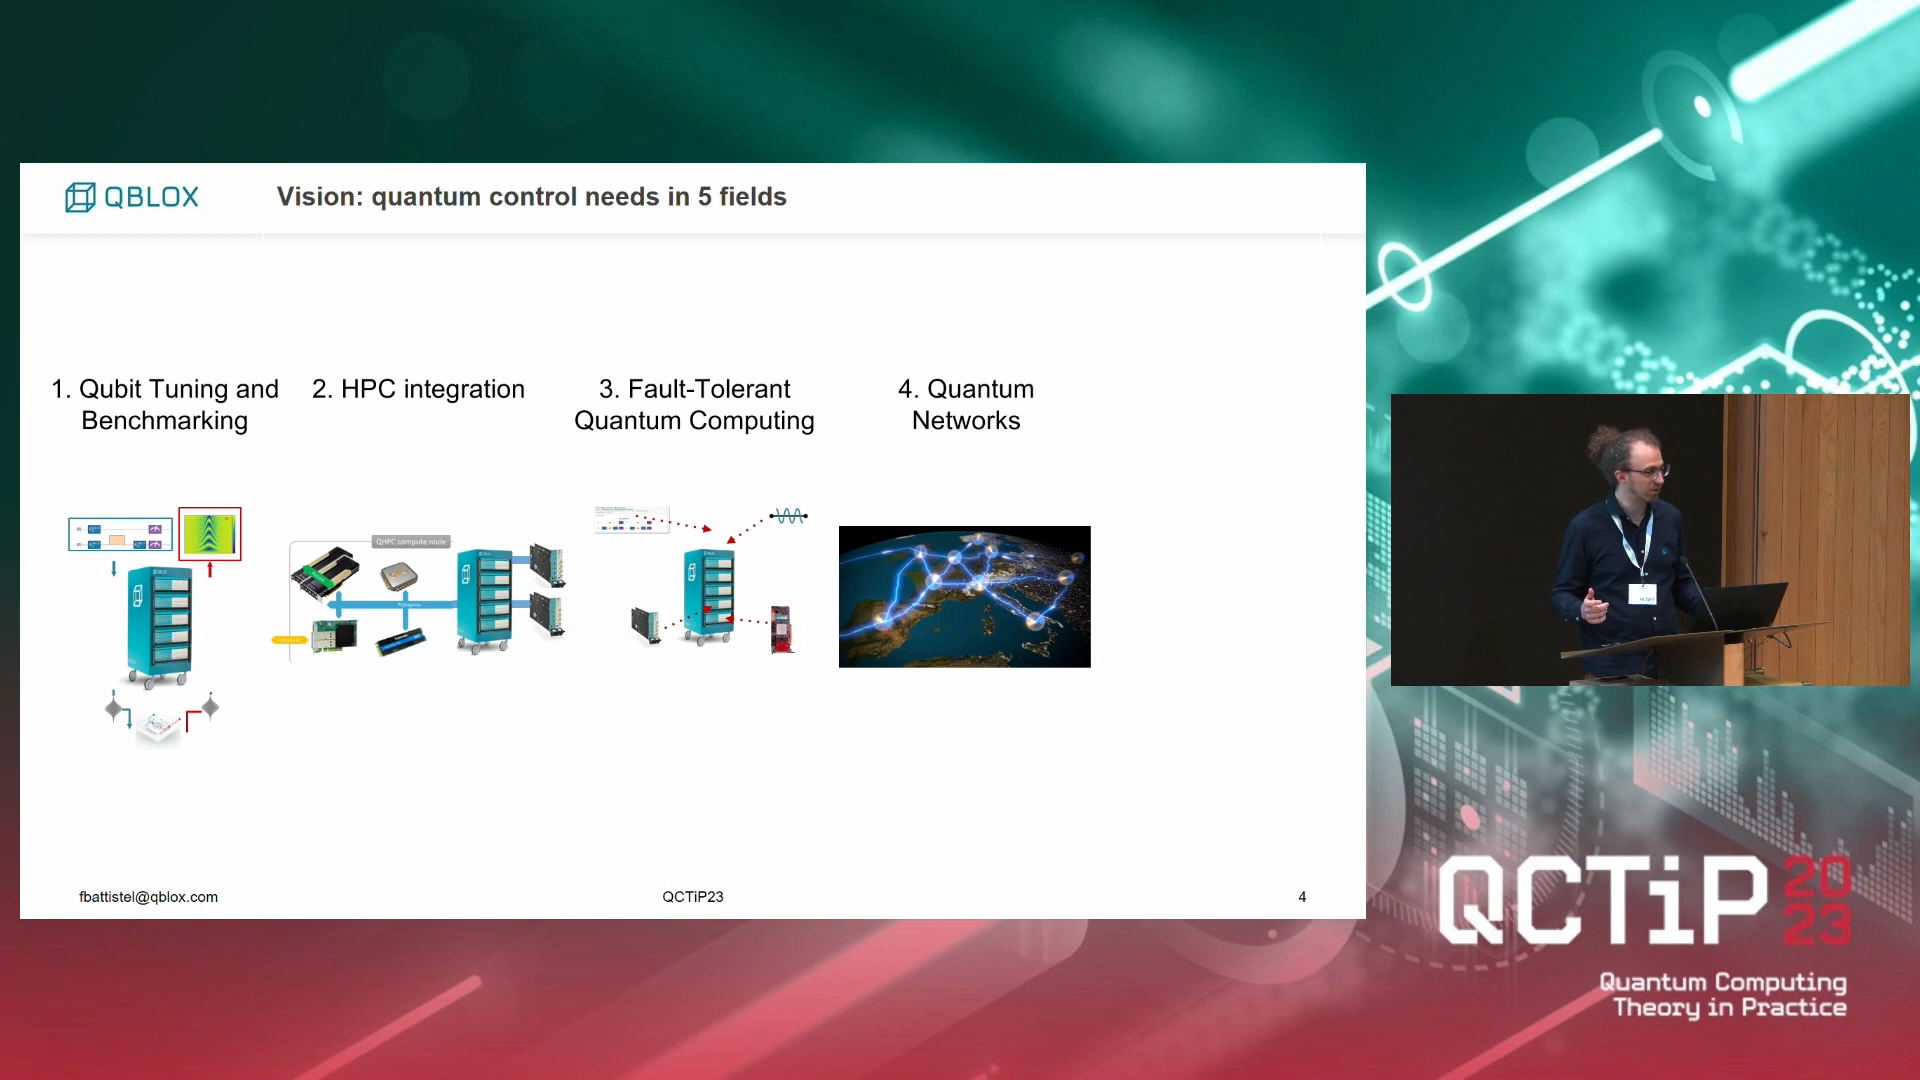 QBLOX
Vision: quantum control needs in 5 fields
1. Qubit Tuning and
Benchmarking
2. HPC integration
3. Fault-Tolerant
Quantum Computing
4. Quantum
Networks
QHPC compute node
fbattistel@qblox.com
QCTiP23
4
QCTiP 20
23
Quantum Computing
Theory in Practice